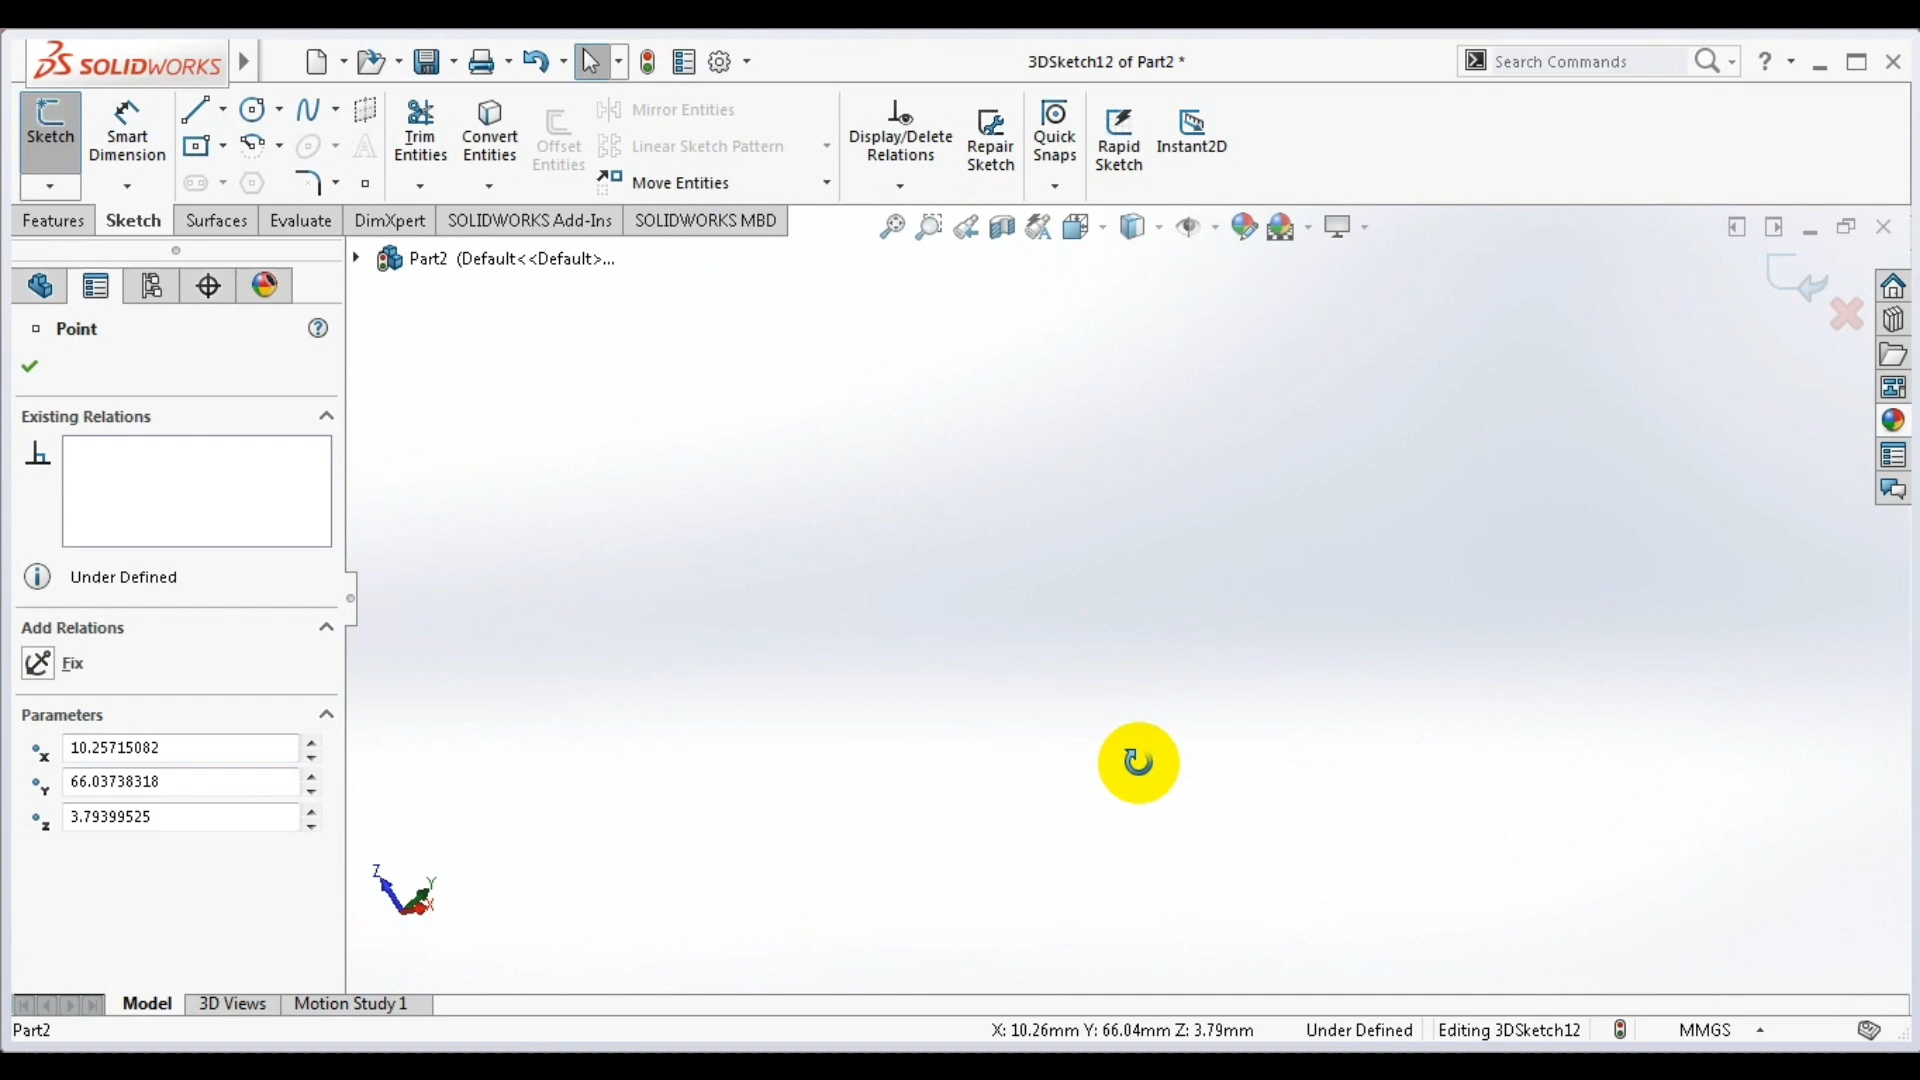 SOLIDWORKS
3DSketch12 of Part2 *
Search Commands
?
Sketch
Smart
Dimension
Trim
Entities
Convert
Entities
Offset
Entities
Mirror Entities
Linear Sketch Pattern
Move Entities
Display/Delete
Relations
Repair
Sketch
Quick
Snaps
Rapid
Sketch
Instant2D
Features
Sketch
Surfaces
Evaluate
DimXpert
SOLIDWORKS Add-Ins
SOLIDWORKS MBD
Part2 (Default<<Default>...
Point
?
Existing Relations
Under Defined
Add Relations
Fix
Parameters
X 10.25715082
Y 66.03738318
Z 3.79399525
Z
Y
X
Model
3D Views
Motion Study 1
Part2
X: 10.26mm Y: 66.04mm Z: 3.79mm
Under Defined
Editing 3DSketch12
MMGS